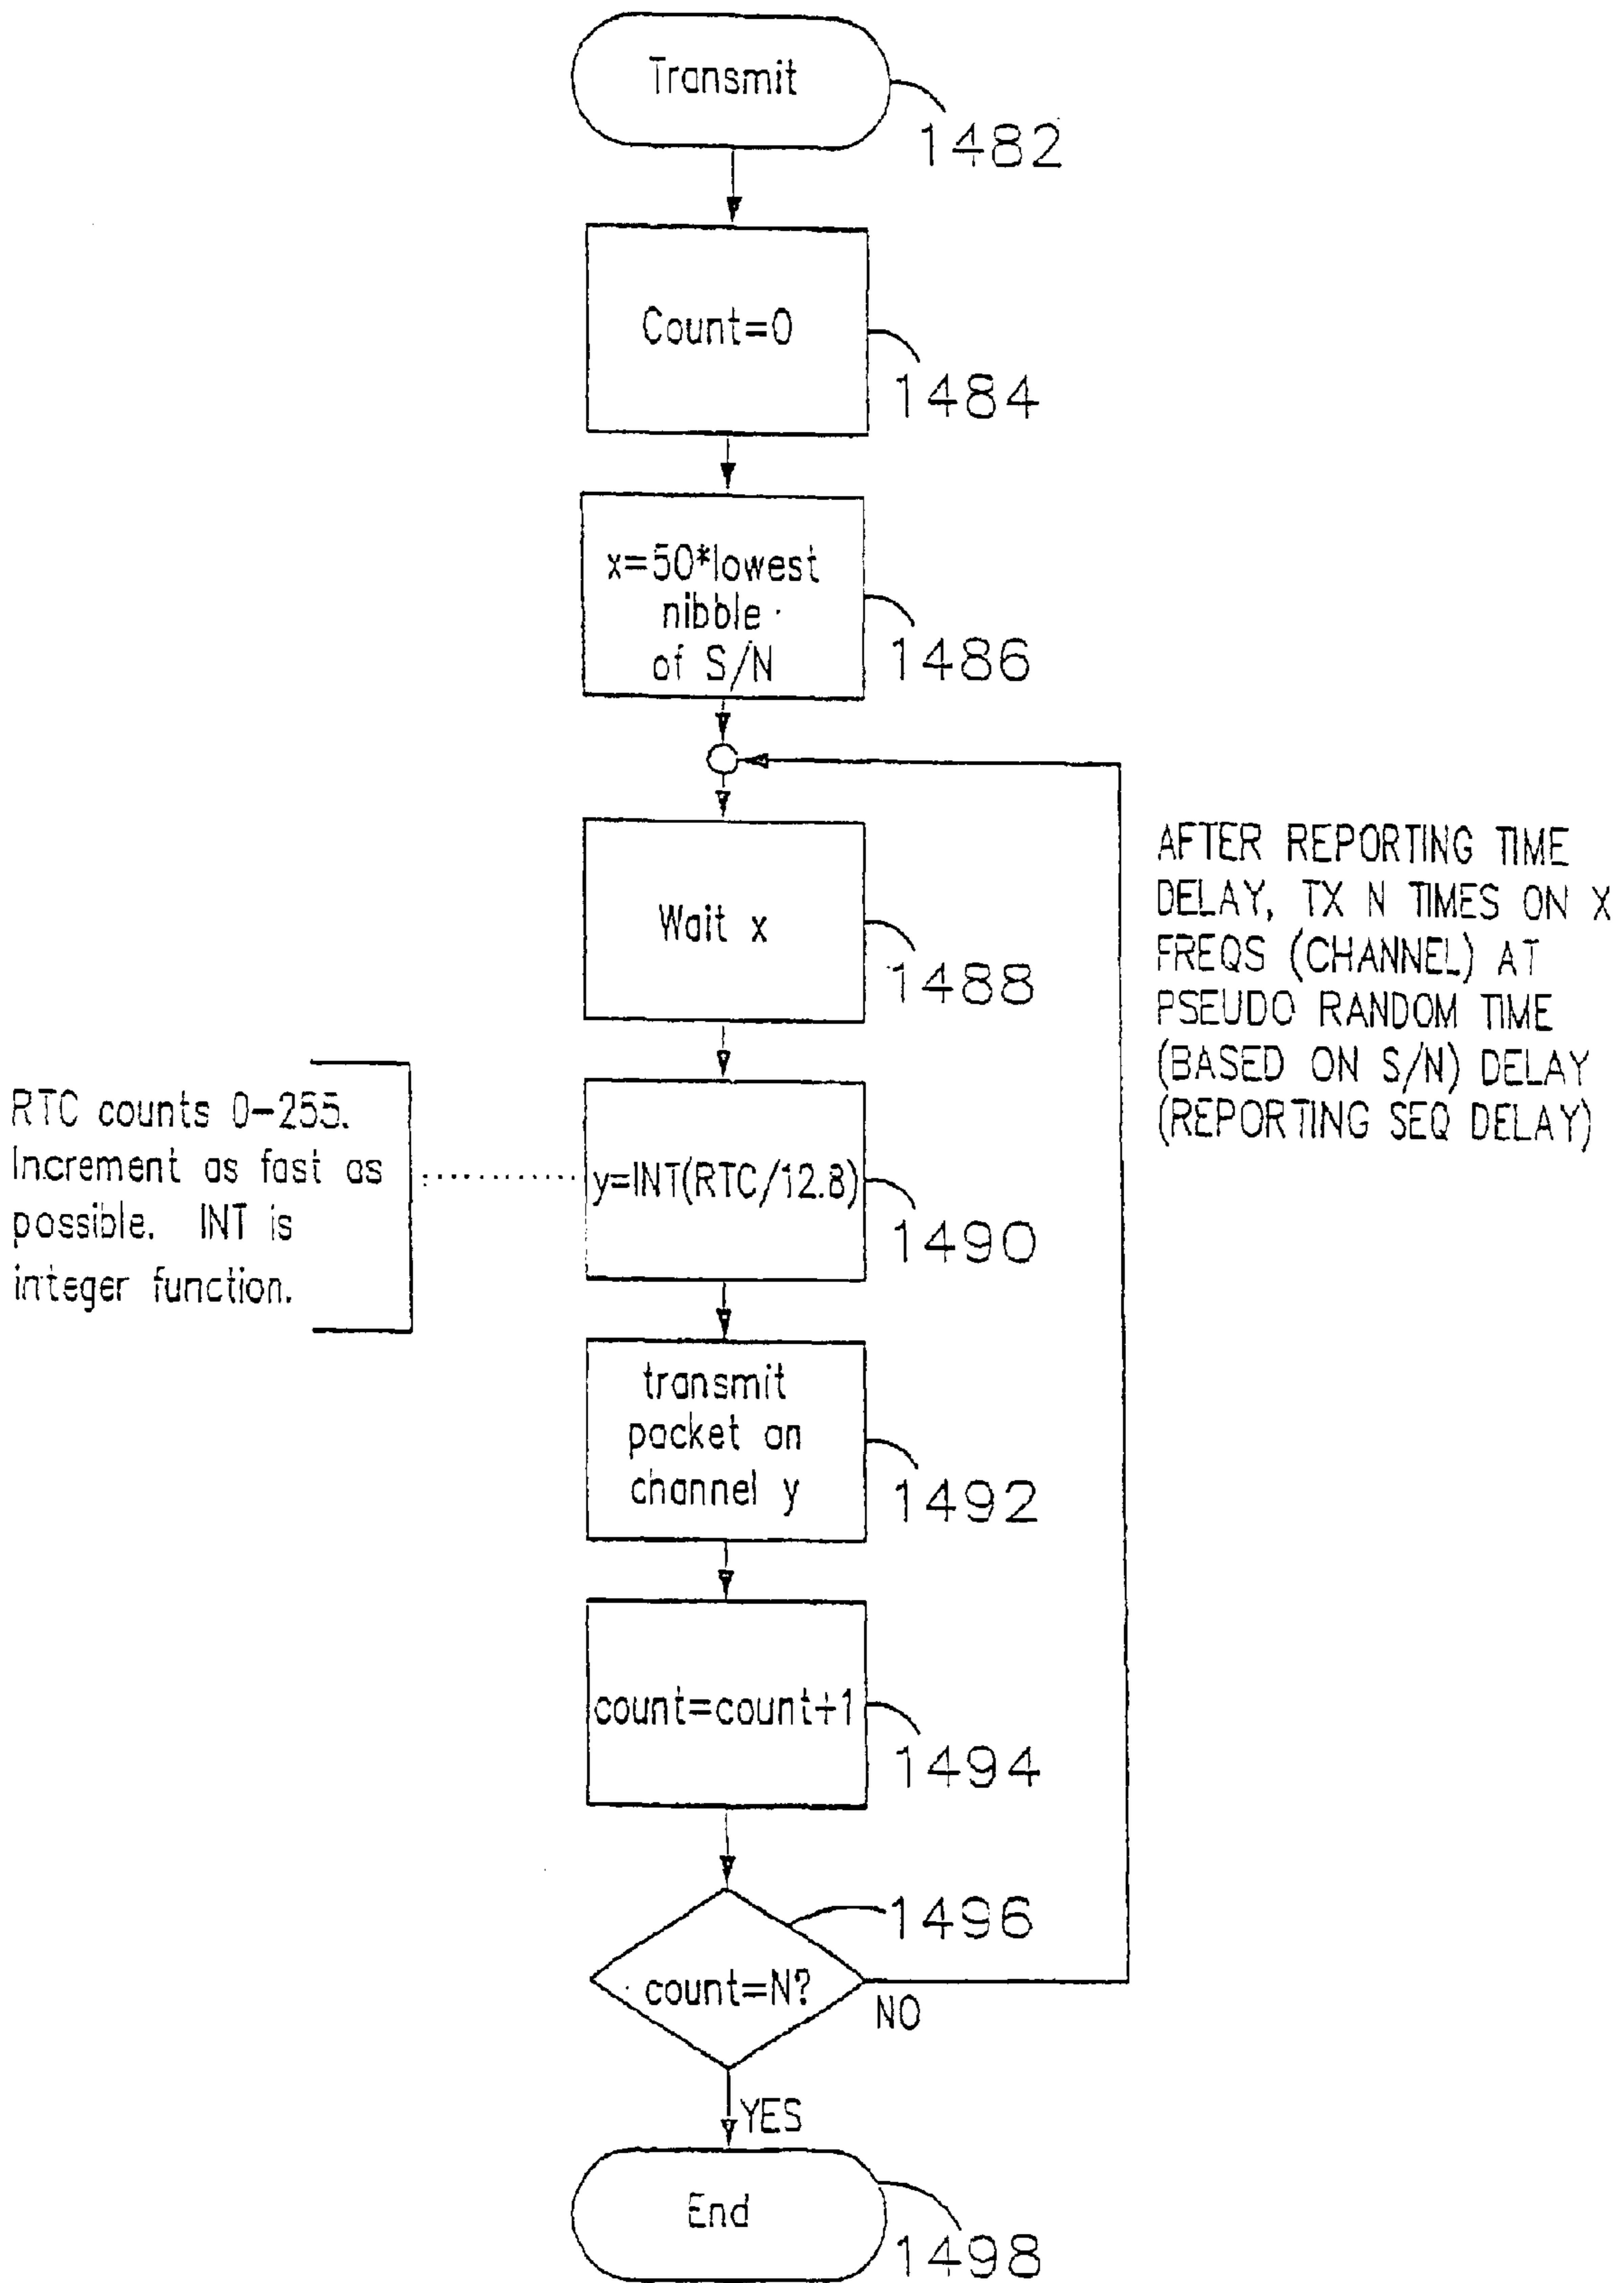 Transmit
1482
Count=0
1484
x=50*lowest
nibble
of S/N
1486
Wait x
1488
AFTER REPORTING TIME
DELAY, TX N TIMES ON X
FREQS (CHANNEL) AT
PSEUDO RANDOM TIME
(BASED ON S/N) DELAY
(REPORTING SEQ DELAY)
RTC counts 0-255.
Increment as fast as
possible. INT is
integer function.
y=INT(RTC/12.8)
1490
transmit
packet on
channel y
1492
count=count+1
1494
1496
count=N?
NO
YES
End
1498